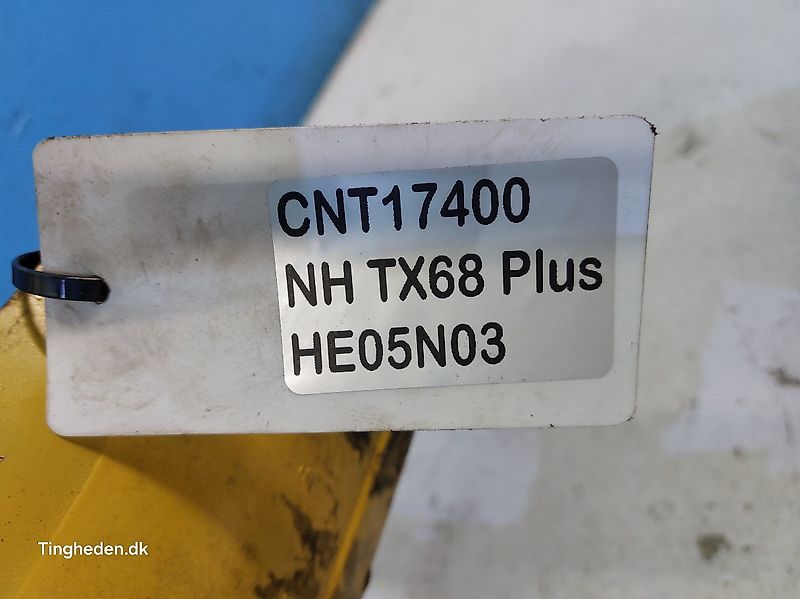 CNT17400
NH TX68 Plus
HE05N03
Tingheden.dk